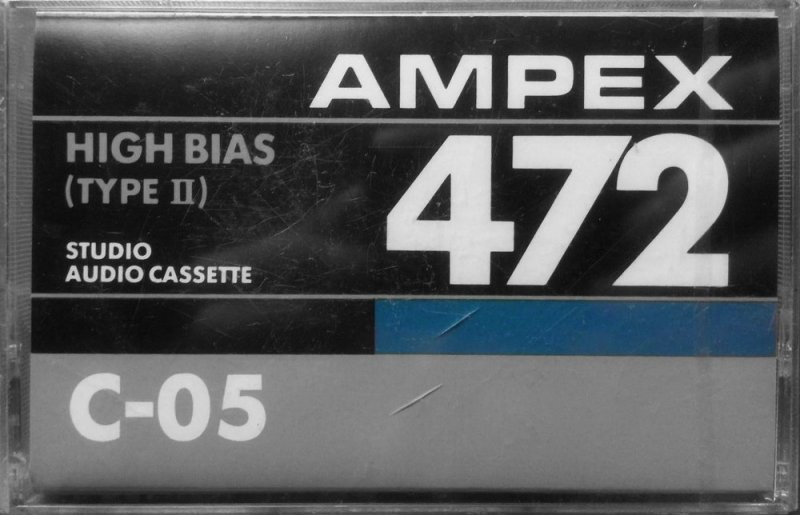 AMPEX
HIGH BIAS
(TYPE II)
472
STUDIO
AUDIO CASSETTE
C-05